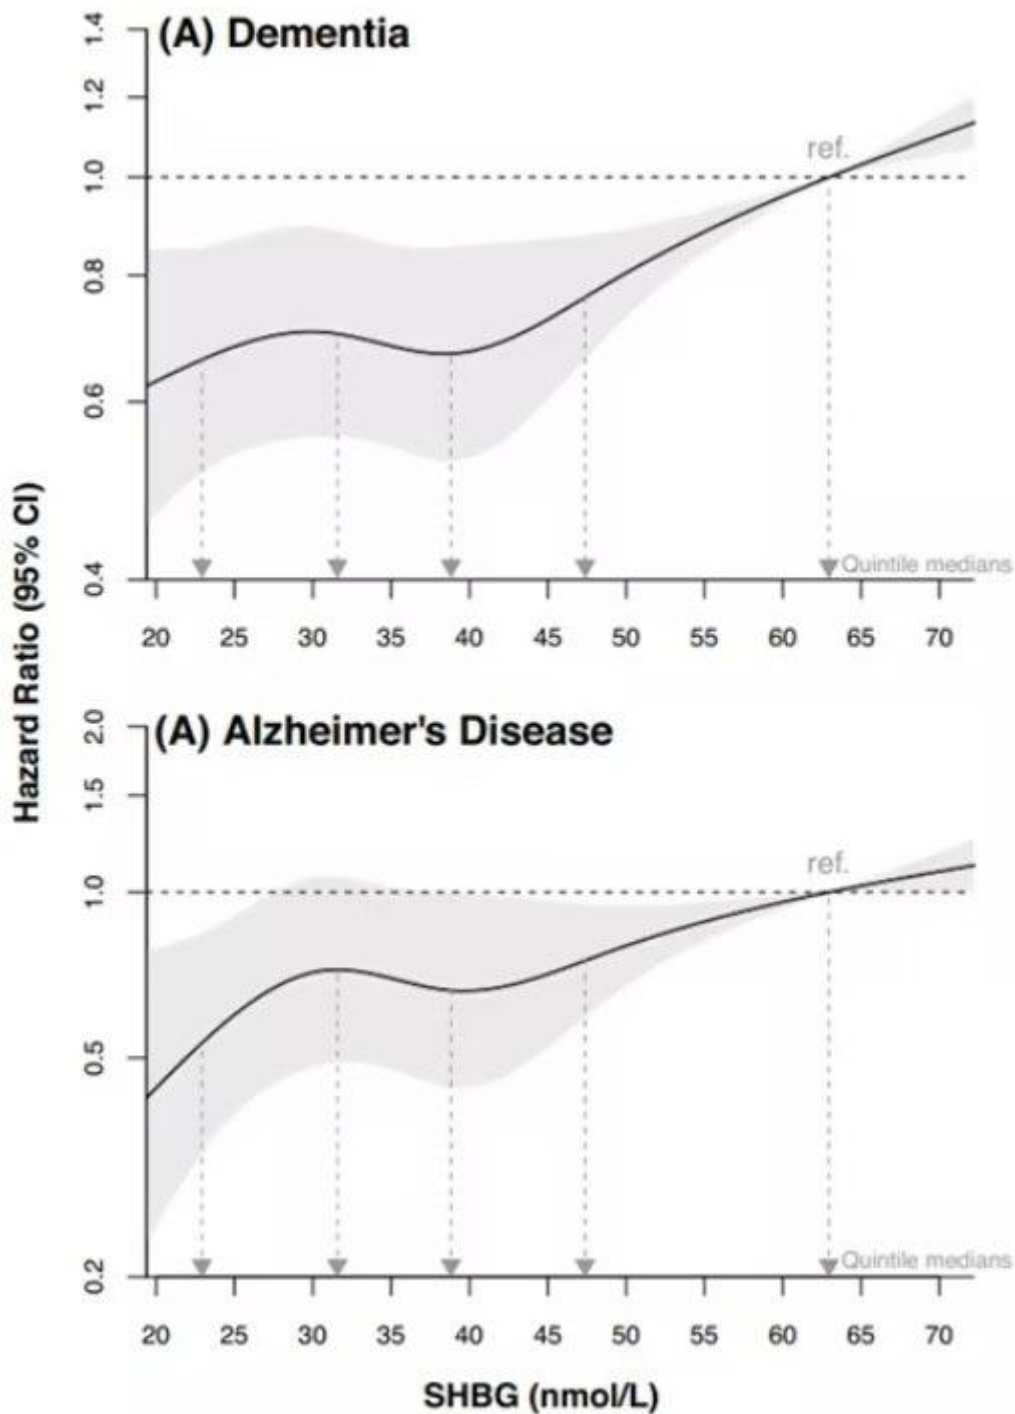 (A) Dementia
1.4
1.2
1.0
0.8
0.6
0.4
ref.
Quintile medians
20 25 30 35 40 45 50 55 60 65 70
Hazard Ratio (95% CI)
(A) Alzheimer's Disease
2.0
1.5
1.0
0.5
0.2
ref.
Quintile medians
20 25 30 35 40 45 50 55 60 65 70
SHBG (nmol/L)